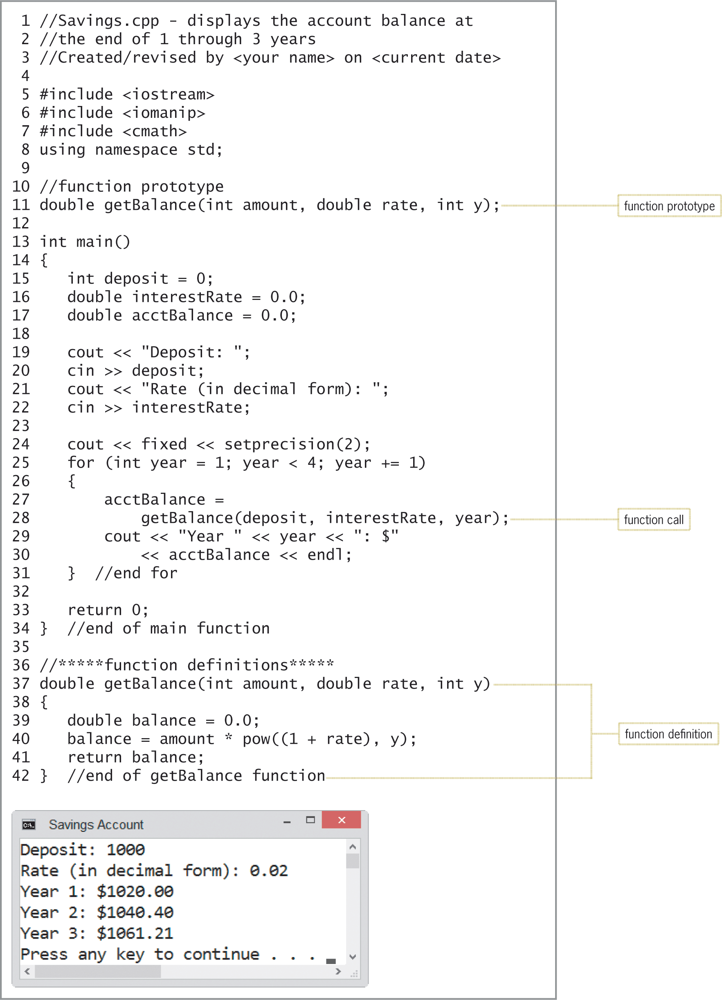 1 //Savings.cpp – displays the account balance at
2 //the end of 1 through 3 years
3 //Created/revised by <your name> on <current date>
4
5 #include <iostream>
6 #include <iomanip>
7 #include <cmath>
8 using namespace std;
9
10 //function prototype
11 double getBalance(int amount, double rate, int y);
function prototype
12
13 int main()
14 {
15    int deposit = 0;
16    double interestRate = 0.0;
17    double acctBalance = 0.0;
18
19    cout << "Deposit: ";
20    cin >> deposit;
21    cout << "Rate (in decimal form): ";
22    cin >> interestRate;
23
24    cout << fixed << setprecision(2);
25    for (int year = 1; year < 4; year += 1)
26    {
27        acctBalance =
28            getBalance(deposit, interestRate, year);
function call
29        cout << "Year " << year << ": $"
30            << acctBalance << endl;
31    }  //end for
32
33    return 0;
34 }  //end of main function
35
36 //*****function definitions*****
37 double getBalance(int amount, double rate, int y)
38 {
39    double balance = 0.0;
40    balance = amount * pow((1 + rate), y);
function definition
41    return balance;
42 }  //end of getBalance function
C:\. Savings Account
Deposit: 1000
Rate (in decimal form): 0.02
Year 1: $1020.00
Year 2: $1040.40
Year 3: $1061.21
Press any key to continue . . . _